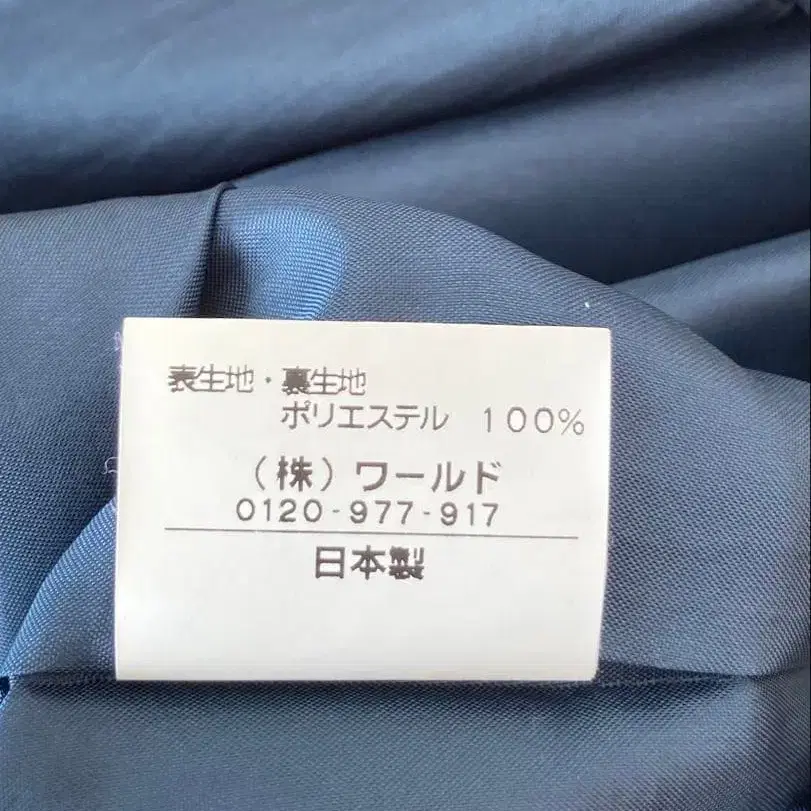 表生地・裏生地
ポリエステル 100%
(株)ワールド
0120-977-917
日本製